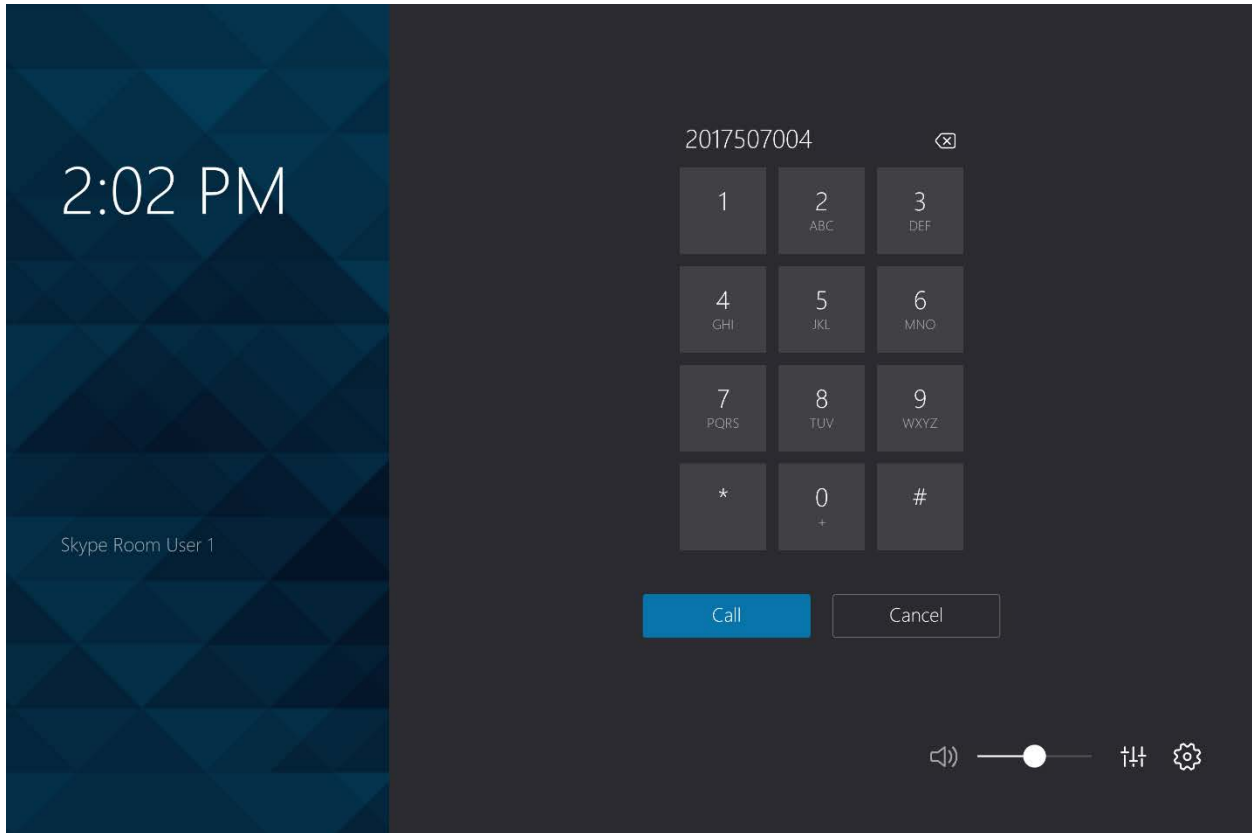 2:02 PM
Skype Room User 1
2017507004
1 2 3
ABC DEF
4 5 6
GHI JKL MNO
7 8 9
PQRS TUV WXYZ
* 0 #
+
Call Cancel